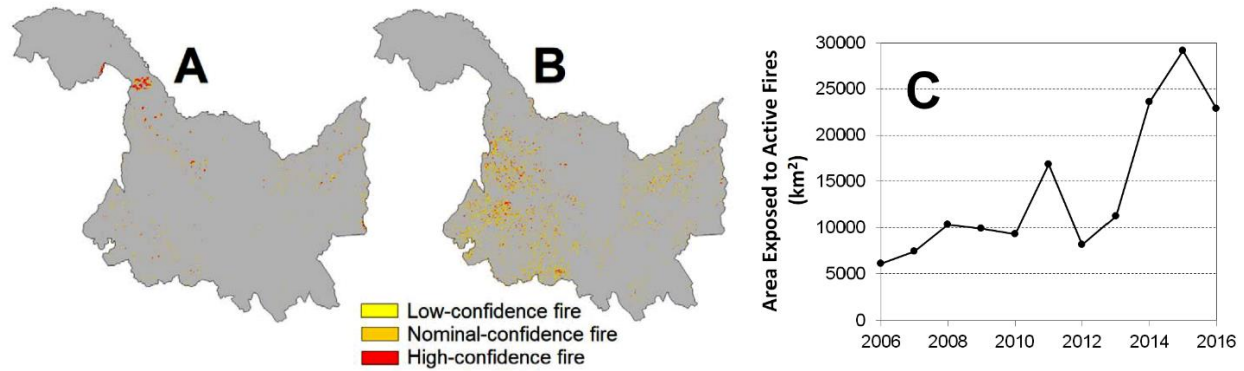 A
B
Low-confidence fire
Nominal-confidence fire
High-confidence fire
C
Area Exposed to Active Fires
(km²)
30000
25000
20000
15000
10000
5000
0
2006 2008 2010 2012 2014 2016